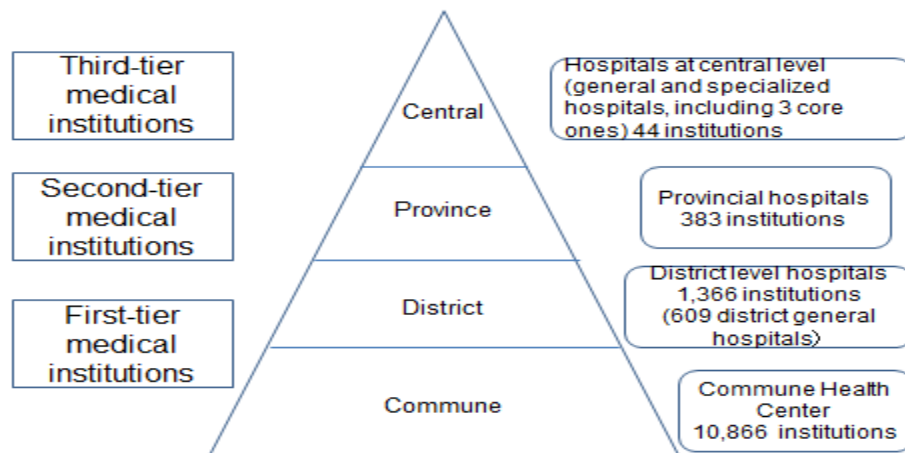 Third-tier
medical
institutions
Central
Hospitals at central level
(general and specialized
hospitals, including 3 core
ones) 44 institutions
Second-tier
medical
institutions
Province
Provincial hospitals
383 institutions
First-tier
medical
institutions
District
District level hospitals
1,366 institutions
(609 district general
hospitals)
Commune
Commune Health
Center
10,866 institutions